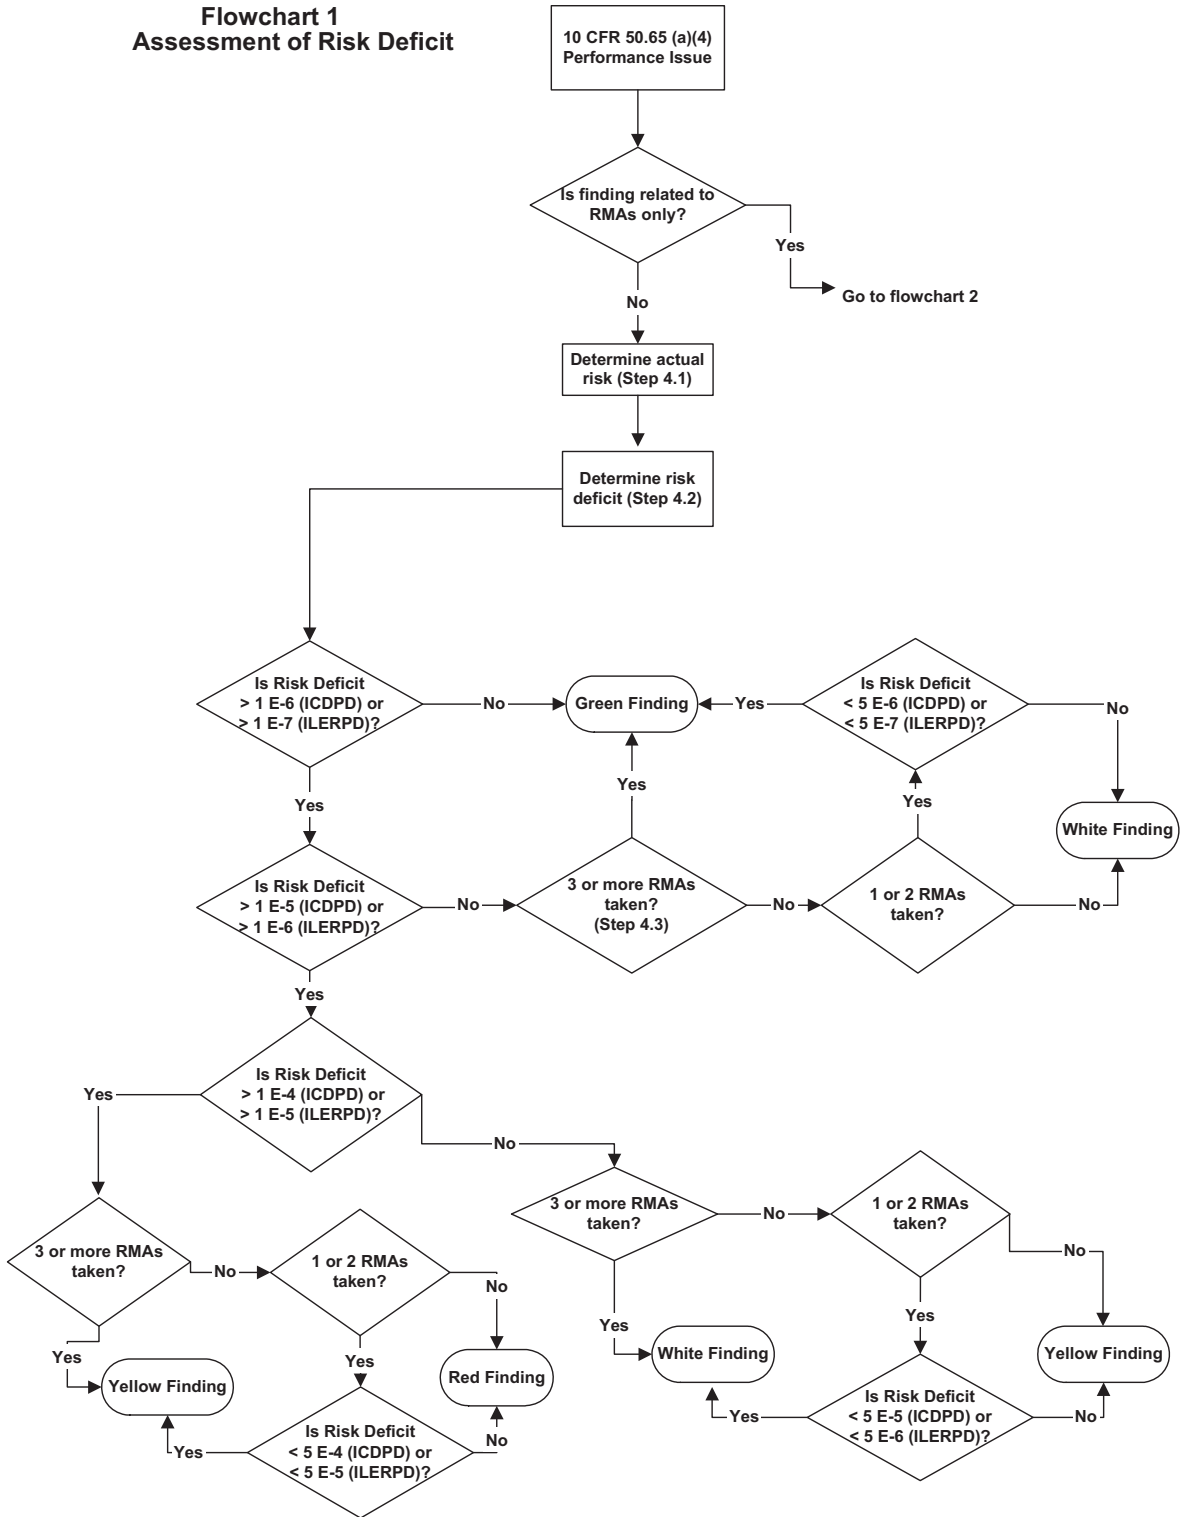 Flowchart 1
Assessment of Risk Deficit
10 CFR 50.65 (a)(4)
Performance Issue
Is finding related to
RMAs only?
Yes
Go to flowchart 2
No
Determine actual
risk (Step 4.1)
Determine risk
deficit (Step 4.2)
Is Risk Deficit
> 1 E-6 (ICDPD) or
> 1 E-7 (ILERPD)?
No
Green Finding
Yes
Is Risk Deficit
< 5 E-6 (ICDPD) or
< 5 E-7 (ILERPD)?
No
Yes
Yes
Yes
White Finding
Is Risk Deficit
> 1 E-5 (ICDPD) or
> 1 E-6 (ILERPD)?
No
3 or more RMAs
taken?
(Step 4.3)
No
1 or 2 RMAs
taken?
No
Yes
Is Risk Deficit
> 1 E-4 (ICDPD) or
> 1 E-5 (ILERPD)?
Yes
No
3 or more RMAs
taken?
No
1 or 2 RMAs
taken?
No
3 or more RMAs
taken?
No
1 or 2 RMAs
taken?
No
Yes
Yes
Yes
Yes
Yellow Finding
Red Finding
White Finding
Yellow Finding
Is Risk Deficit
< 5 E-4 (ICDPD) or
< 5 E-5 (ILERPD)?
Yes
No
Is Risk Deficit
< 5 E-5 (ICDPD) or
< 5 E-6 (ILERPD)?
Yes
No